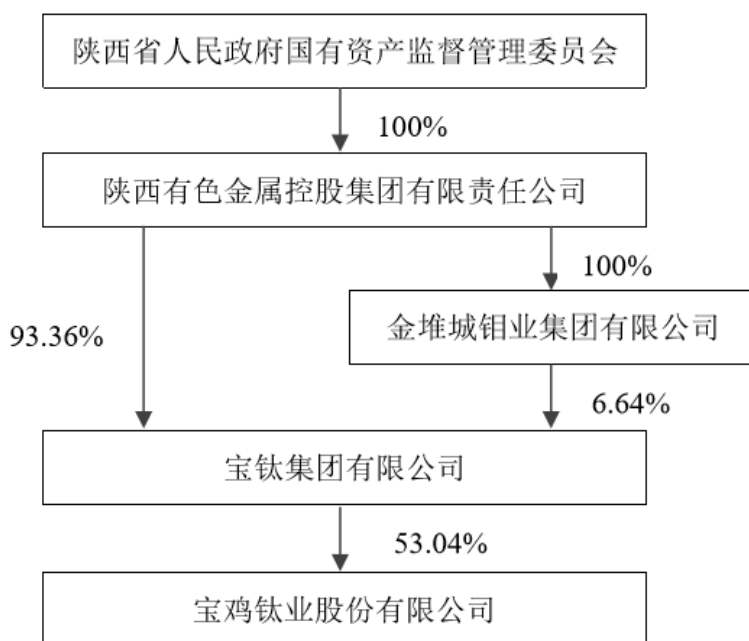 陕西省人民政府国有资产监督管理委员会
100%
陕西有色金属控股集团有限责任公司
100%
金堆城钼业集团有限公司
93.36%
6.64%
宝钛集团有限公司
53.04%
宝鸡钛业股份有限公司